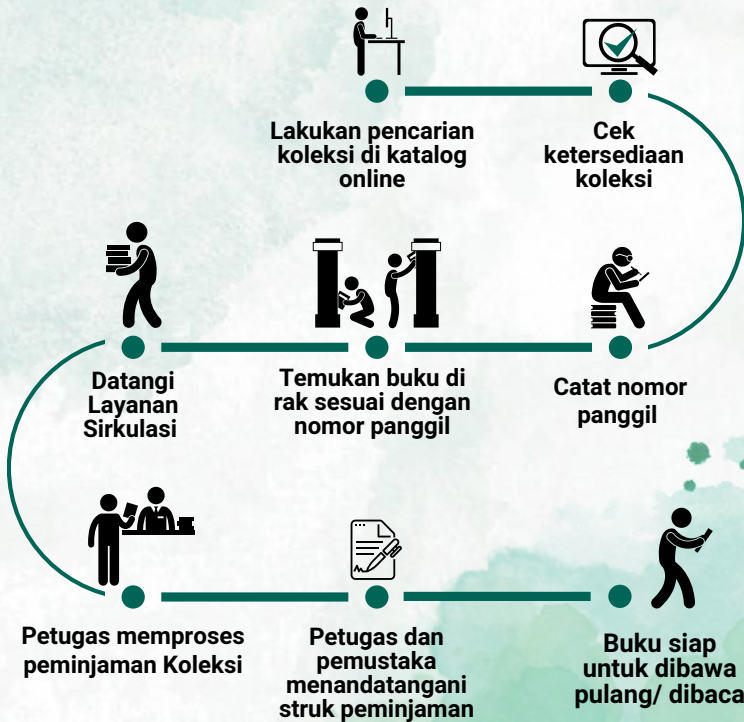 Lakukan pencarian
koleksi di katalog
online
Cek
ketersediaan
koleksi
Catat nomor
panggil
Temukan buku di
rak sesuai dengan
nomor panggil
Datangi
Layanan
Sirkulasi
Petugas memproses
peminjaman Koleksi
Petugas dan
pemustaka
menandatangani
struk peminjaman
Buku siap
untuk dibawa
pulang/ dibaca